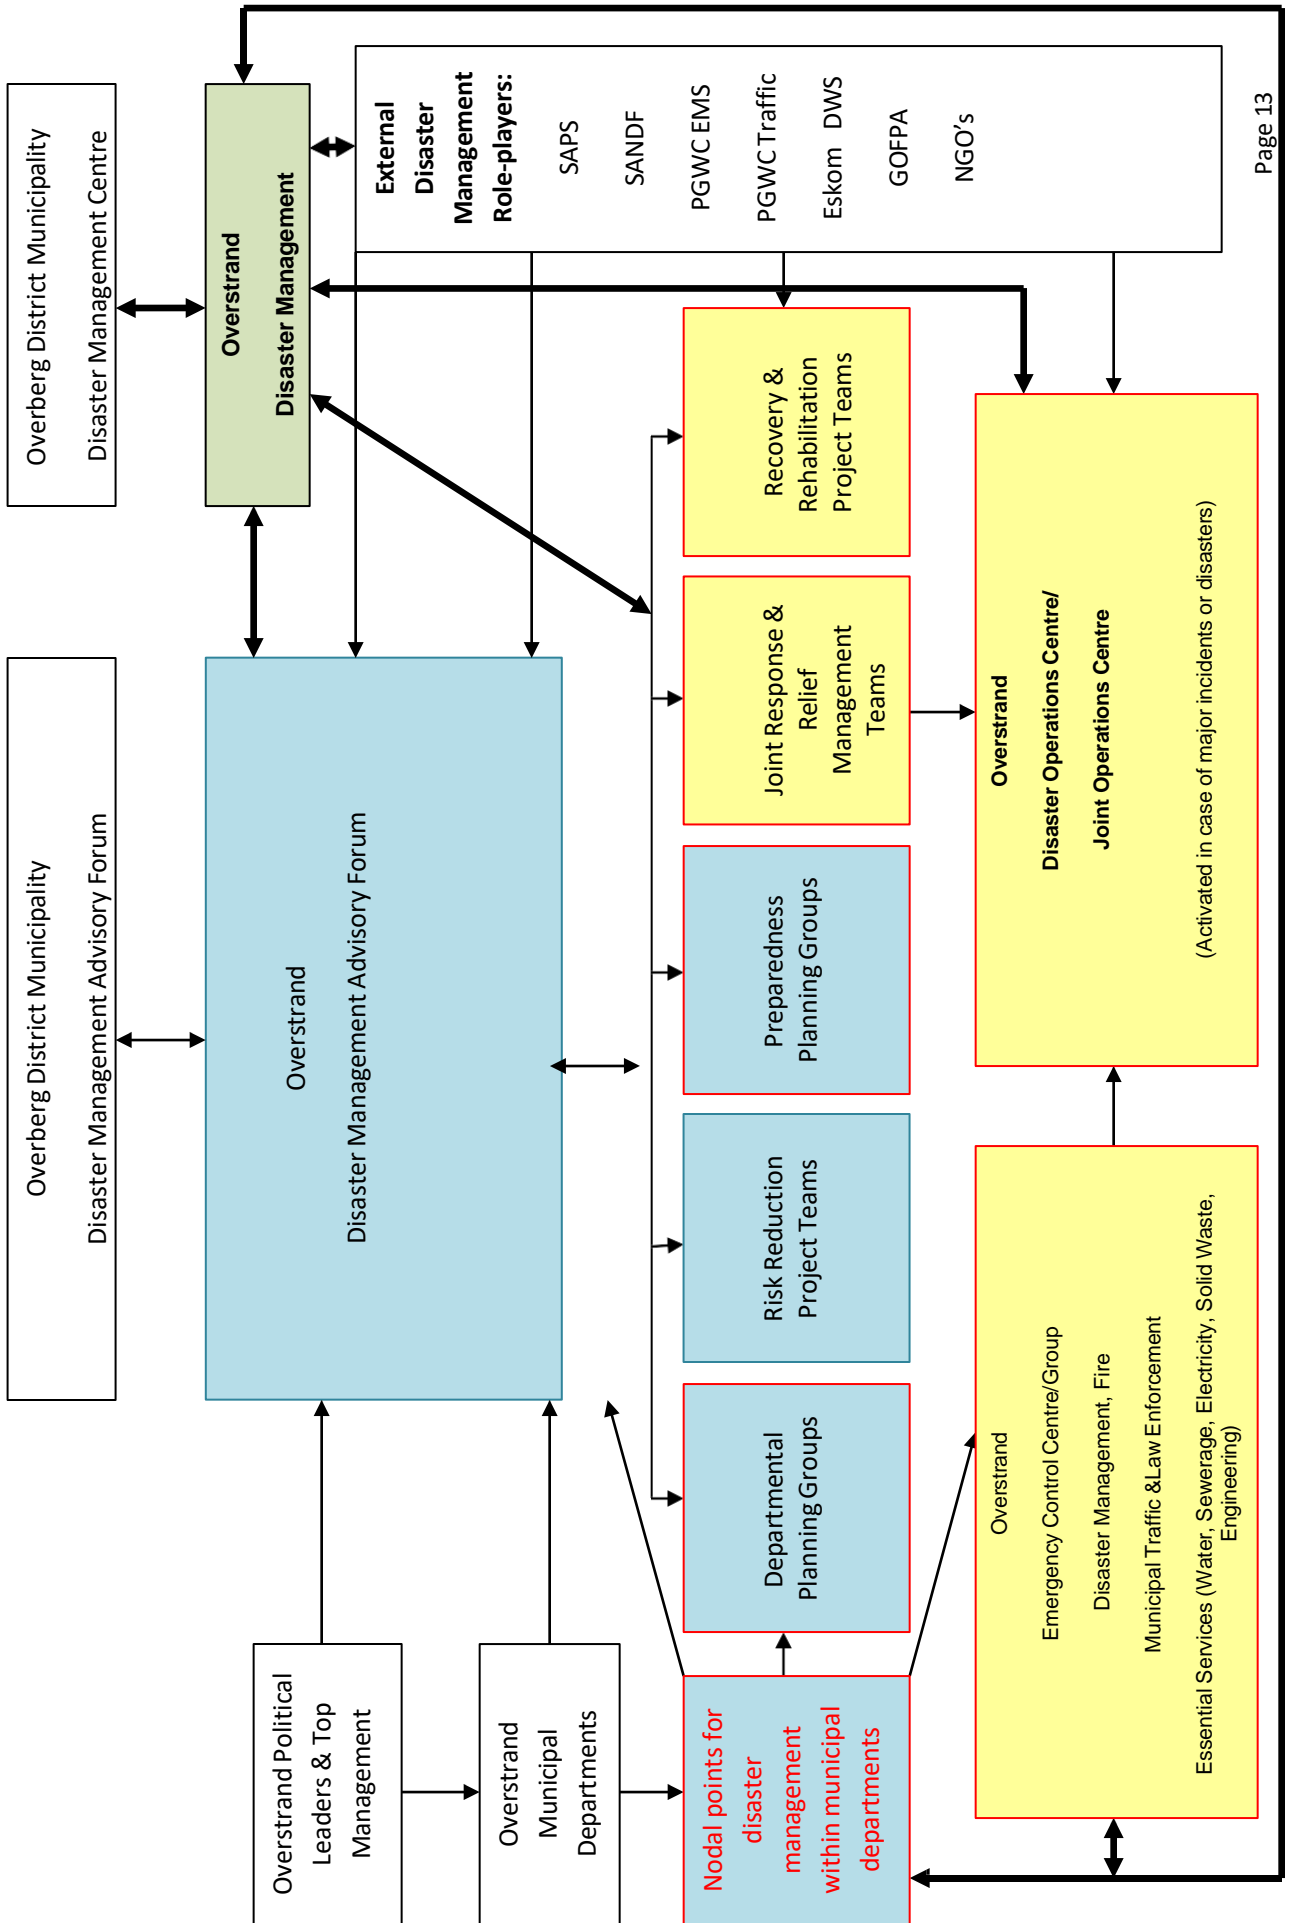 Overberg District Municipality
Disaster Management Advisory Forum
Overberg District Municipality
Disaster Management Centre
Overstrand Political
Leaders & Top
Management
Overstrand
Disaster Management Advisory Forum
Overstrand
Disaster Management
Overstrand
Municipal
Departments
External
Disaster
Management
Role-players:
SAPS
SANDF
PGWC EMS
PGWC Traffic
Eskom DWS
GOFPA
NGO's
Nodal points for
disaster
management
within municipal
departments
Departmental
Planning Groups
Risk Reduction
Project Teams
Preparedness
Planning Groups
Joint Response &
Relief
Management
Teams
Recovery &
Rehabilitation
Project Teams
Overstrand
Emergency Control Centre/Group
Disaster Management, Fire
Municipal Traffic &Law Enforcement
Essential Services (Water, Sewerage, Electricity, Solid Waste,
Engineering)
Overstrand
Disaster Operations Centre/
Joint Operations Centre
(Activated in case of major incidents or disasters)
Page 13